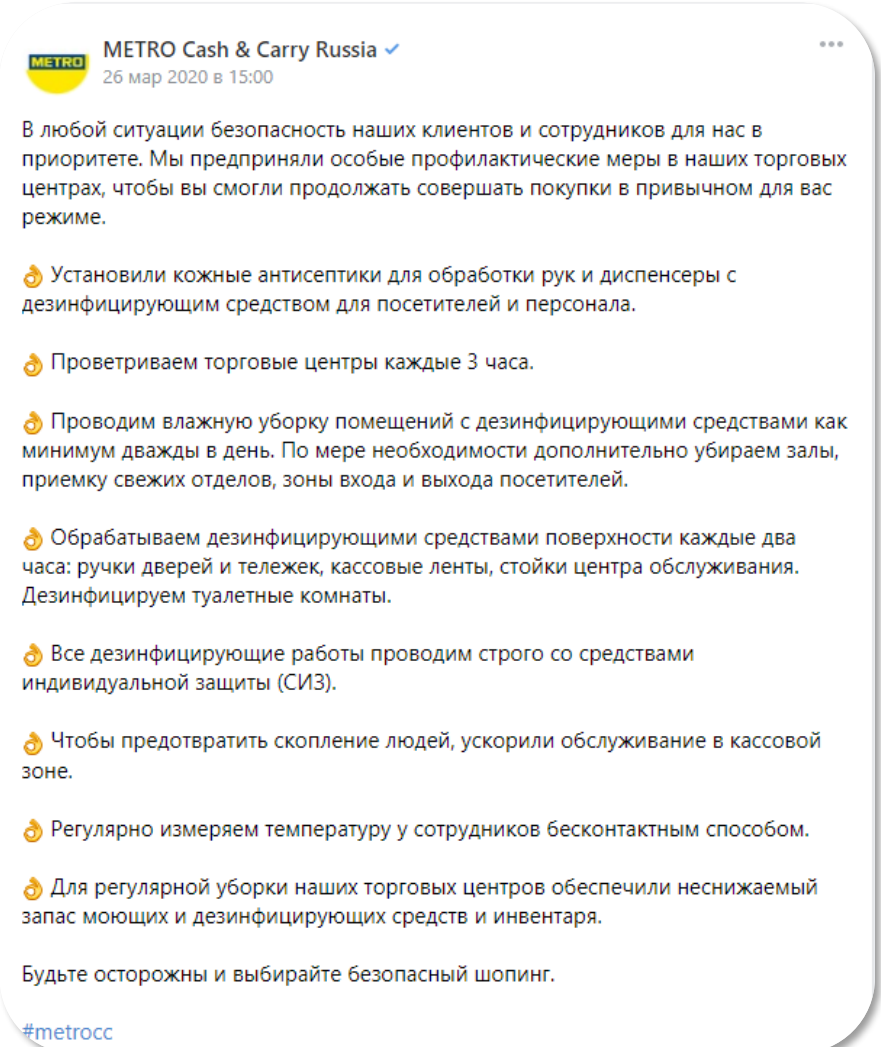 METRO
METRO Cash & Carry Russia
26 мар 2020 в 15:00
В любой ситуации безопасность наших клиентов и сотрудников для нас в
приоритете. Мы предприняли особые профилактические меры в наших торговых
центрах, чтобы вы смогли продолжать совершать покупки в привычном для вас
режиме.
👌 Установили кожные антисептики для обработки рук и диспенсеры с
дезинфицирующим средством для посетителей и персонала.
👌 Проветриваем торговые центры каждые 3 часа.
👌 Проводим влажную уборку помещений с дезинфицирующими средствами как
минимум дважды в день. По мере необходимости дополнительно убираем залы,
приемку свежих отделов, зоны входа и выхода посетителей.
👌 Обрабатываем дезинфицирующими средствами поверхности каждые два
часа: ручки дверей и тележек, кассовые ленты, стойки центра обслуживания.
Дезинфицируем туалетные комнаты.
👌 Все дезинфицирующие работы проводим строго со средствами
индивидуальной защиты (СИЗ).
👌 Чтобы предотвратить скопление людей, ускорили обслуживание в кассовой
зоне.
👌 Регулярно измеряем температуру у сотрудников бесконтактным способом.
👌 Для регулярной уборки наших торговых центров обеспечили неснижаемый
запас моющих и дезинфицирующих средств и инвентаря.
Будьте осторожны и выбирайте безопасный шопинг.
#metrocc